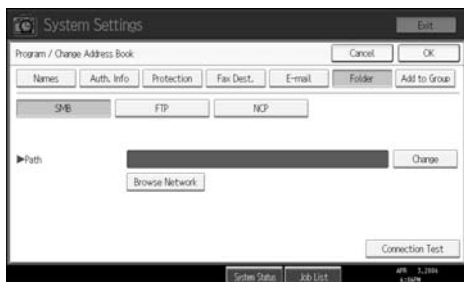 System Settings
Exit
Program / Change Address Book
Cancel
OK
Names
Auth. Info
Protection
Fax Dest.
E-mail
Folder
Add to Group
SMB
FTP
NCP
▶Path
Change
Browse Network
Connection Test
System Status
Job List
APR